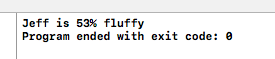 Jeff is 53% fluffy
Program ended with exit code: 0